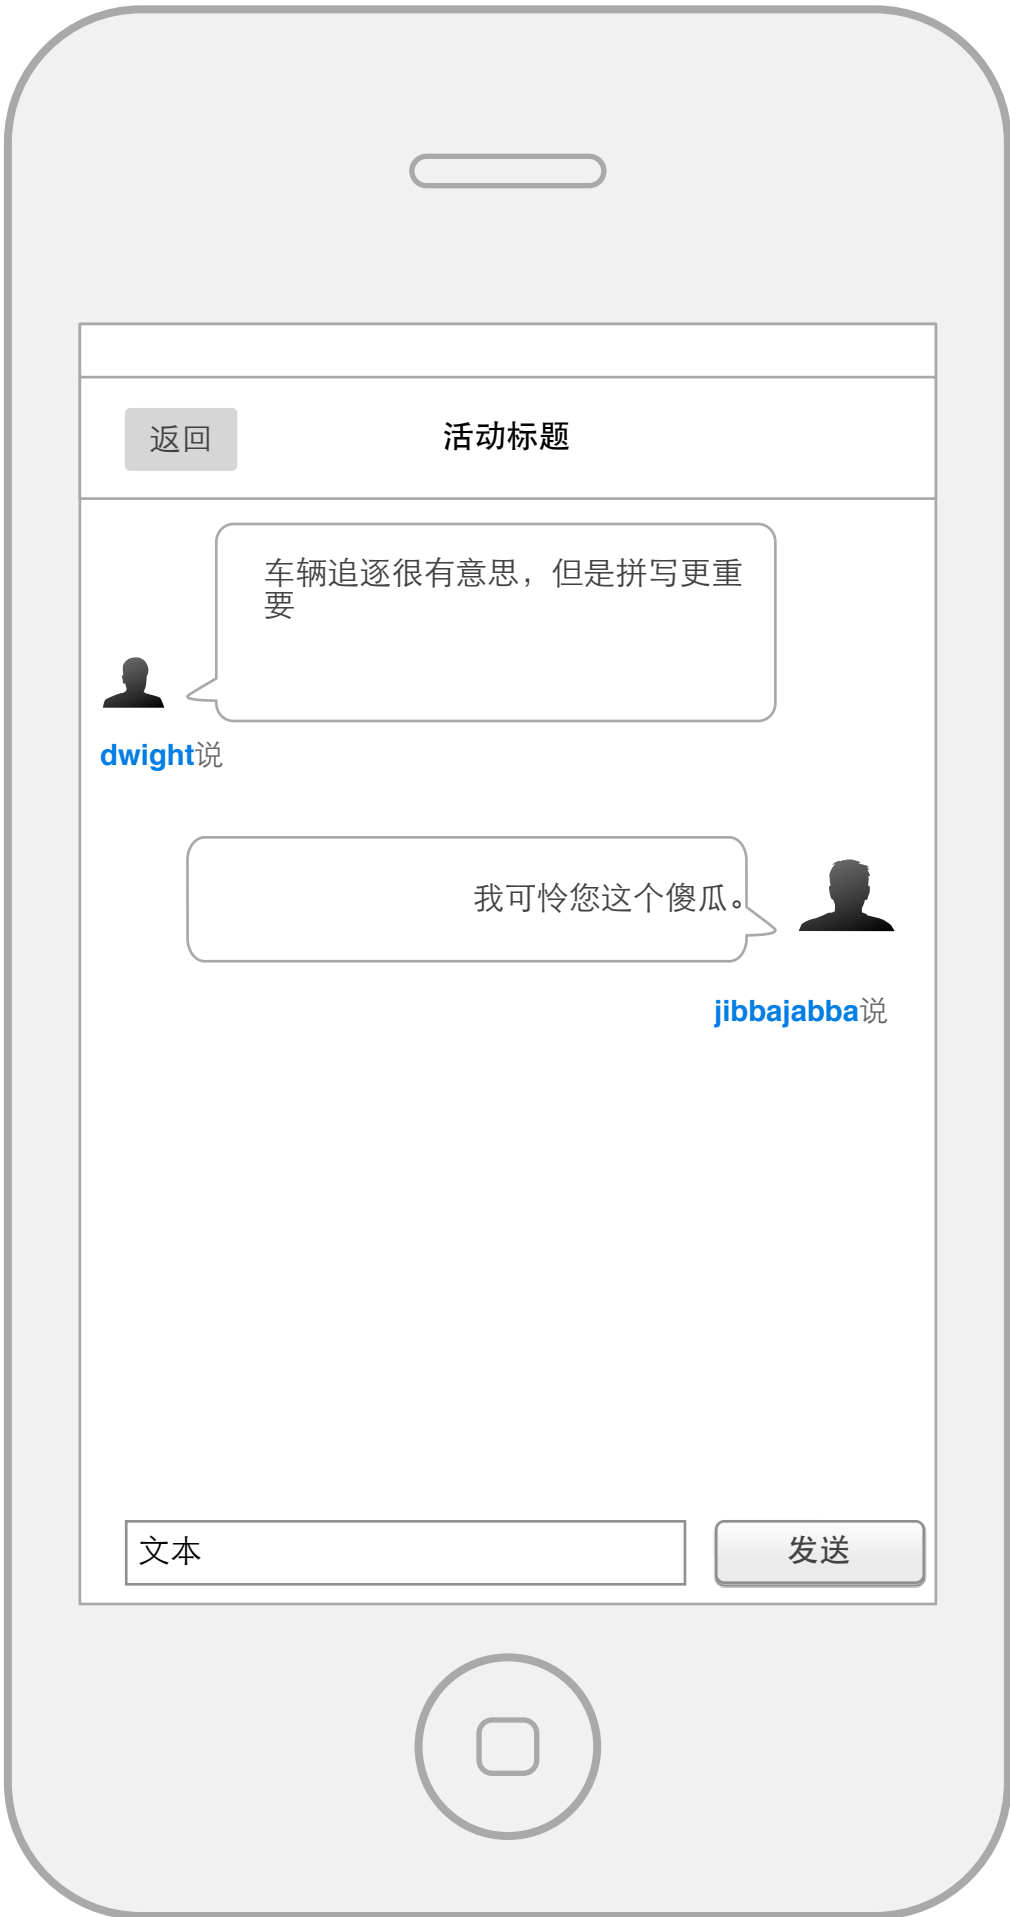 返回
活动标题
车辆追逐很有意思，但是拼写更重
要
dwight说
我可怜您这个傻瓜。
jibbajabba说
文本
发送